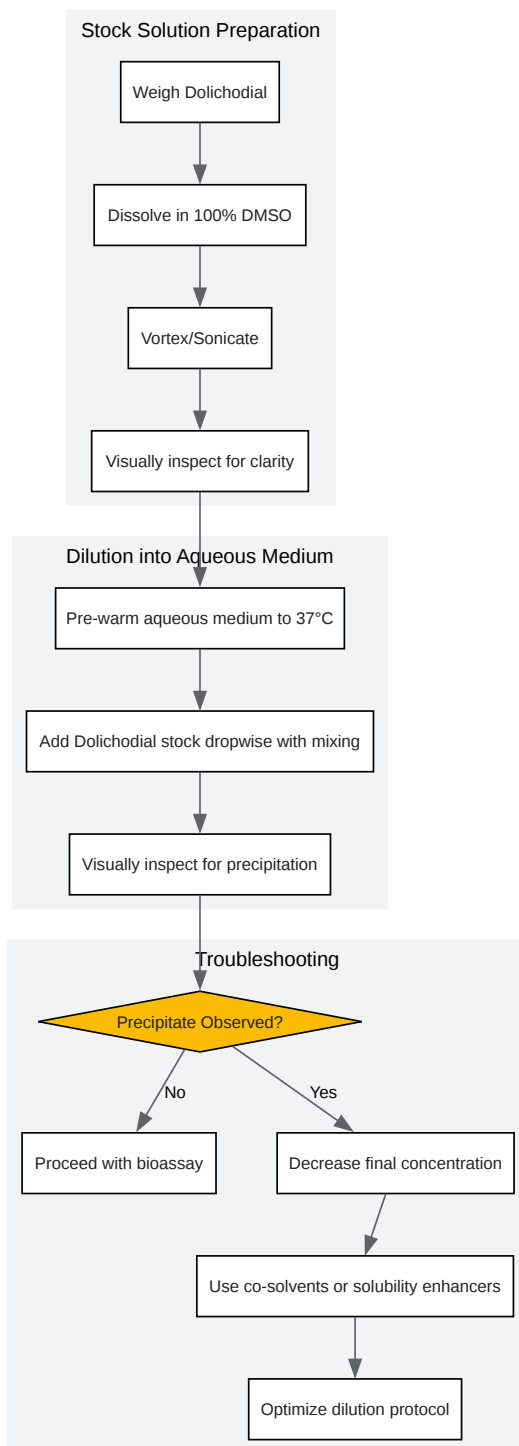 Stock Solution Preparation
Weigh Dolichodial
Dissolve in 100% DMSO
Vortex/Sonicate
Visually inspect for clarity
Dilution into Aqueous Medium
Pre-warm aqueous medium to 37°C
Add Dolichodial stock dropwise with mixing
Visually inspect for precipitation
Troubleshooting
Precipitate Observed?
No
Yes
Proceed with bioassay
Decrease final concentration
Use co-solvents or solubility enhancers
Optimize dilution protocol